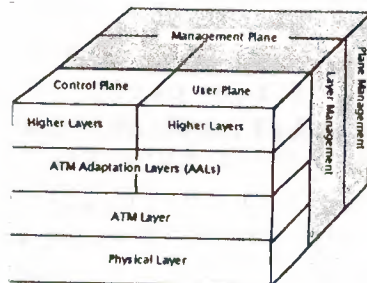 Management Plane
Control Plane
User Plane
Plane Management
Layer Management
Higher Layers
Higher Layers
ATM Adaptation Layers (AALs)
ATM Layer
Physical Layer